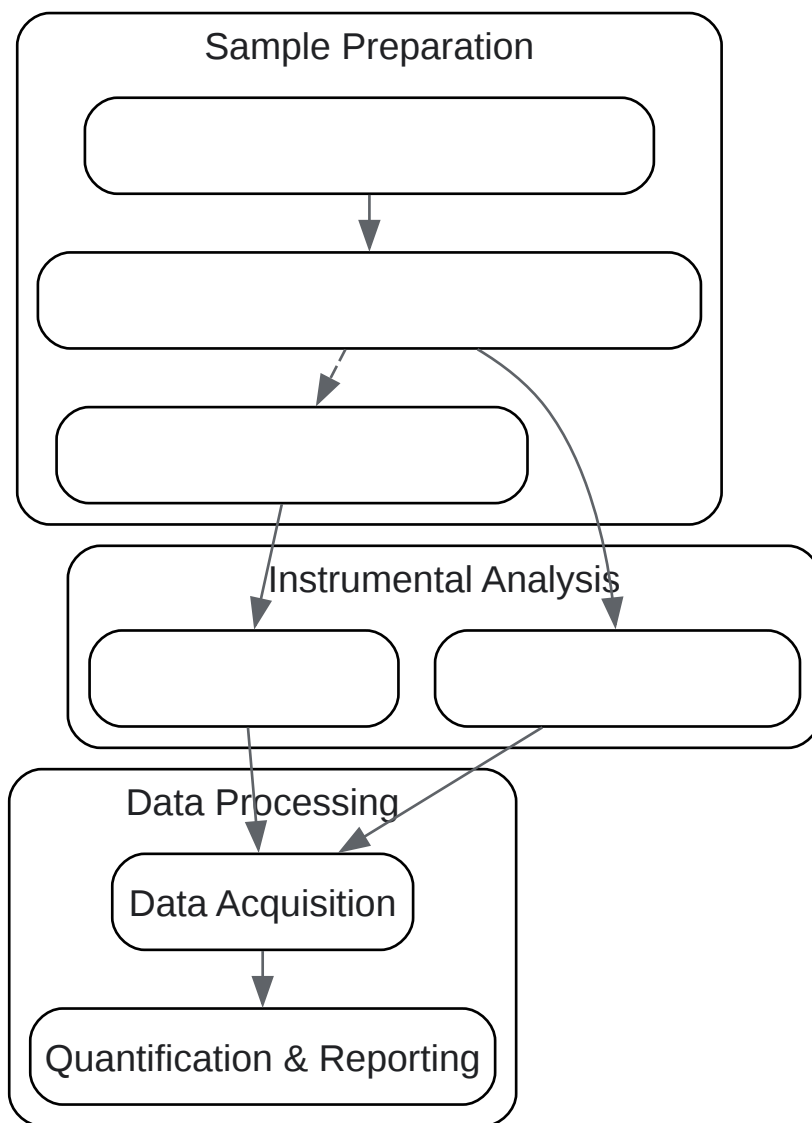 Sample Preparation
Instrumental Analysis
Data Processing
Data Acquisition
Quantification & Reporting